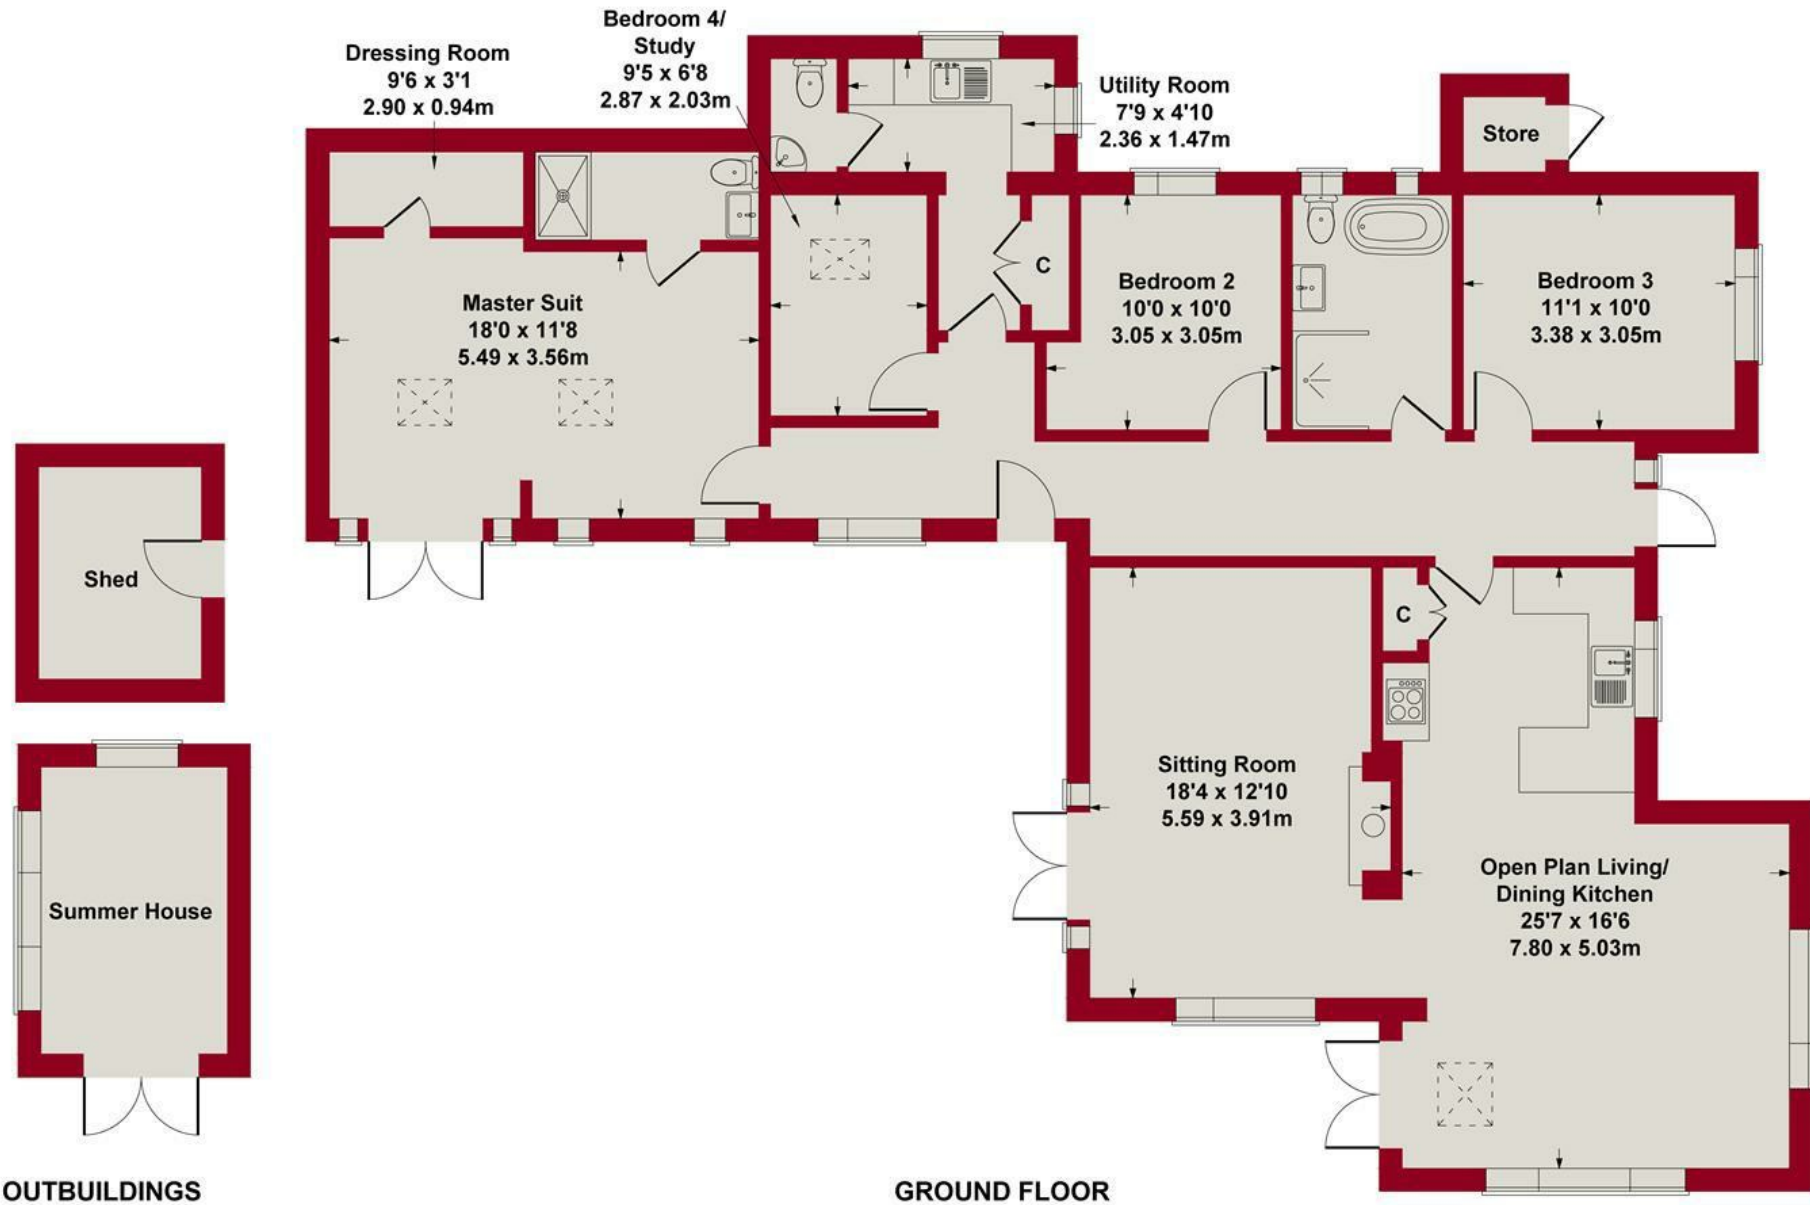 Dressing Room
9'6 x 3'1
2.90 x 0.94m
Bedroom 4/
Study
9'5 x 6'8
2.87 x 2.03m
Utility Room
7'9 x 4'10
2.36 x 1.47m
Store
Master Suit
18'0 x 11'8
5.49 x 3.56m
C
Bedroom 2
10'0 x 10'0
3.05 x 3.05m
Bedroom 3
11'1 x 10'0
3.38 x 3.05m
Shed
C
Sitting Room
18'4 x 12'10
5.59 x 3.91m
Open Plan Living/
Dining Kitchen
25'7 x 16'6
7.80 x 5.03m
Summer House
OUTBUILDINGS
GROUND FLOOR